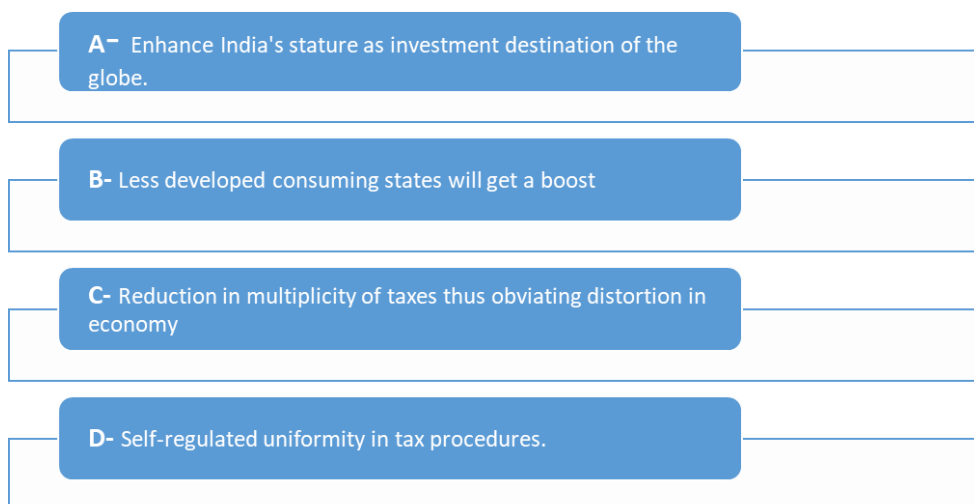 A– Enhance India's stature as investment destination of the
globe.
B- Less developed consuming states will get a boost
C- Reduction in multiplicity of taxes thus obviating distortion in
economy
D- Self-regulated uniformity in tax procedures.